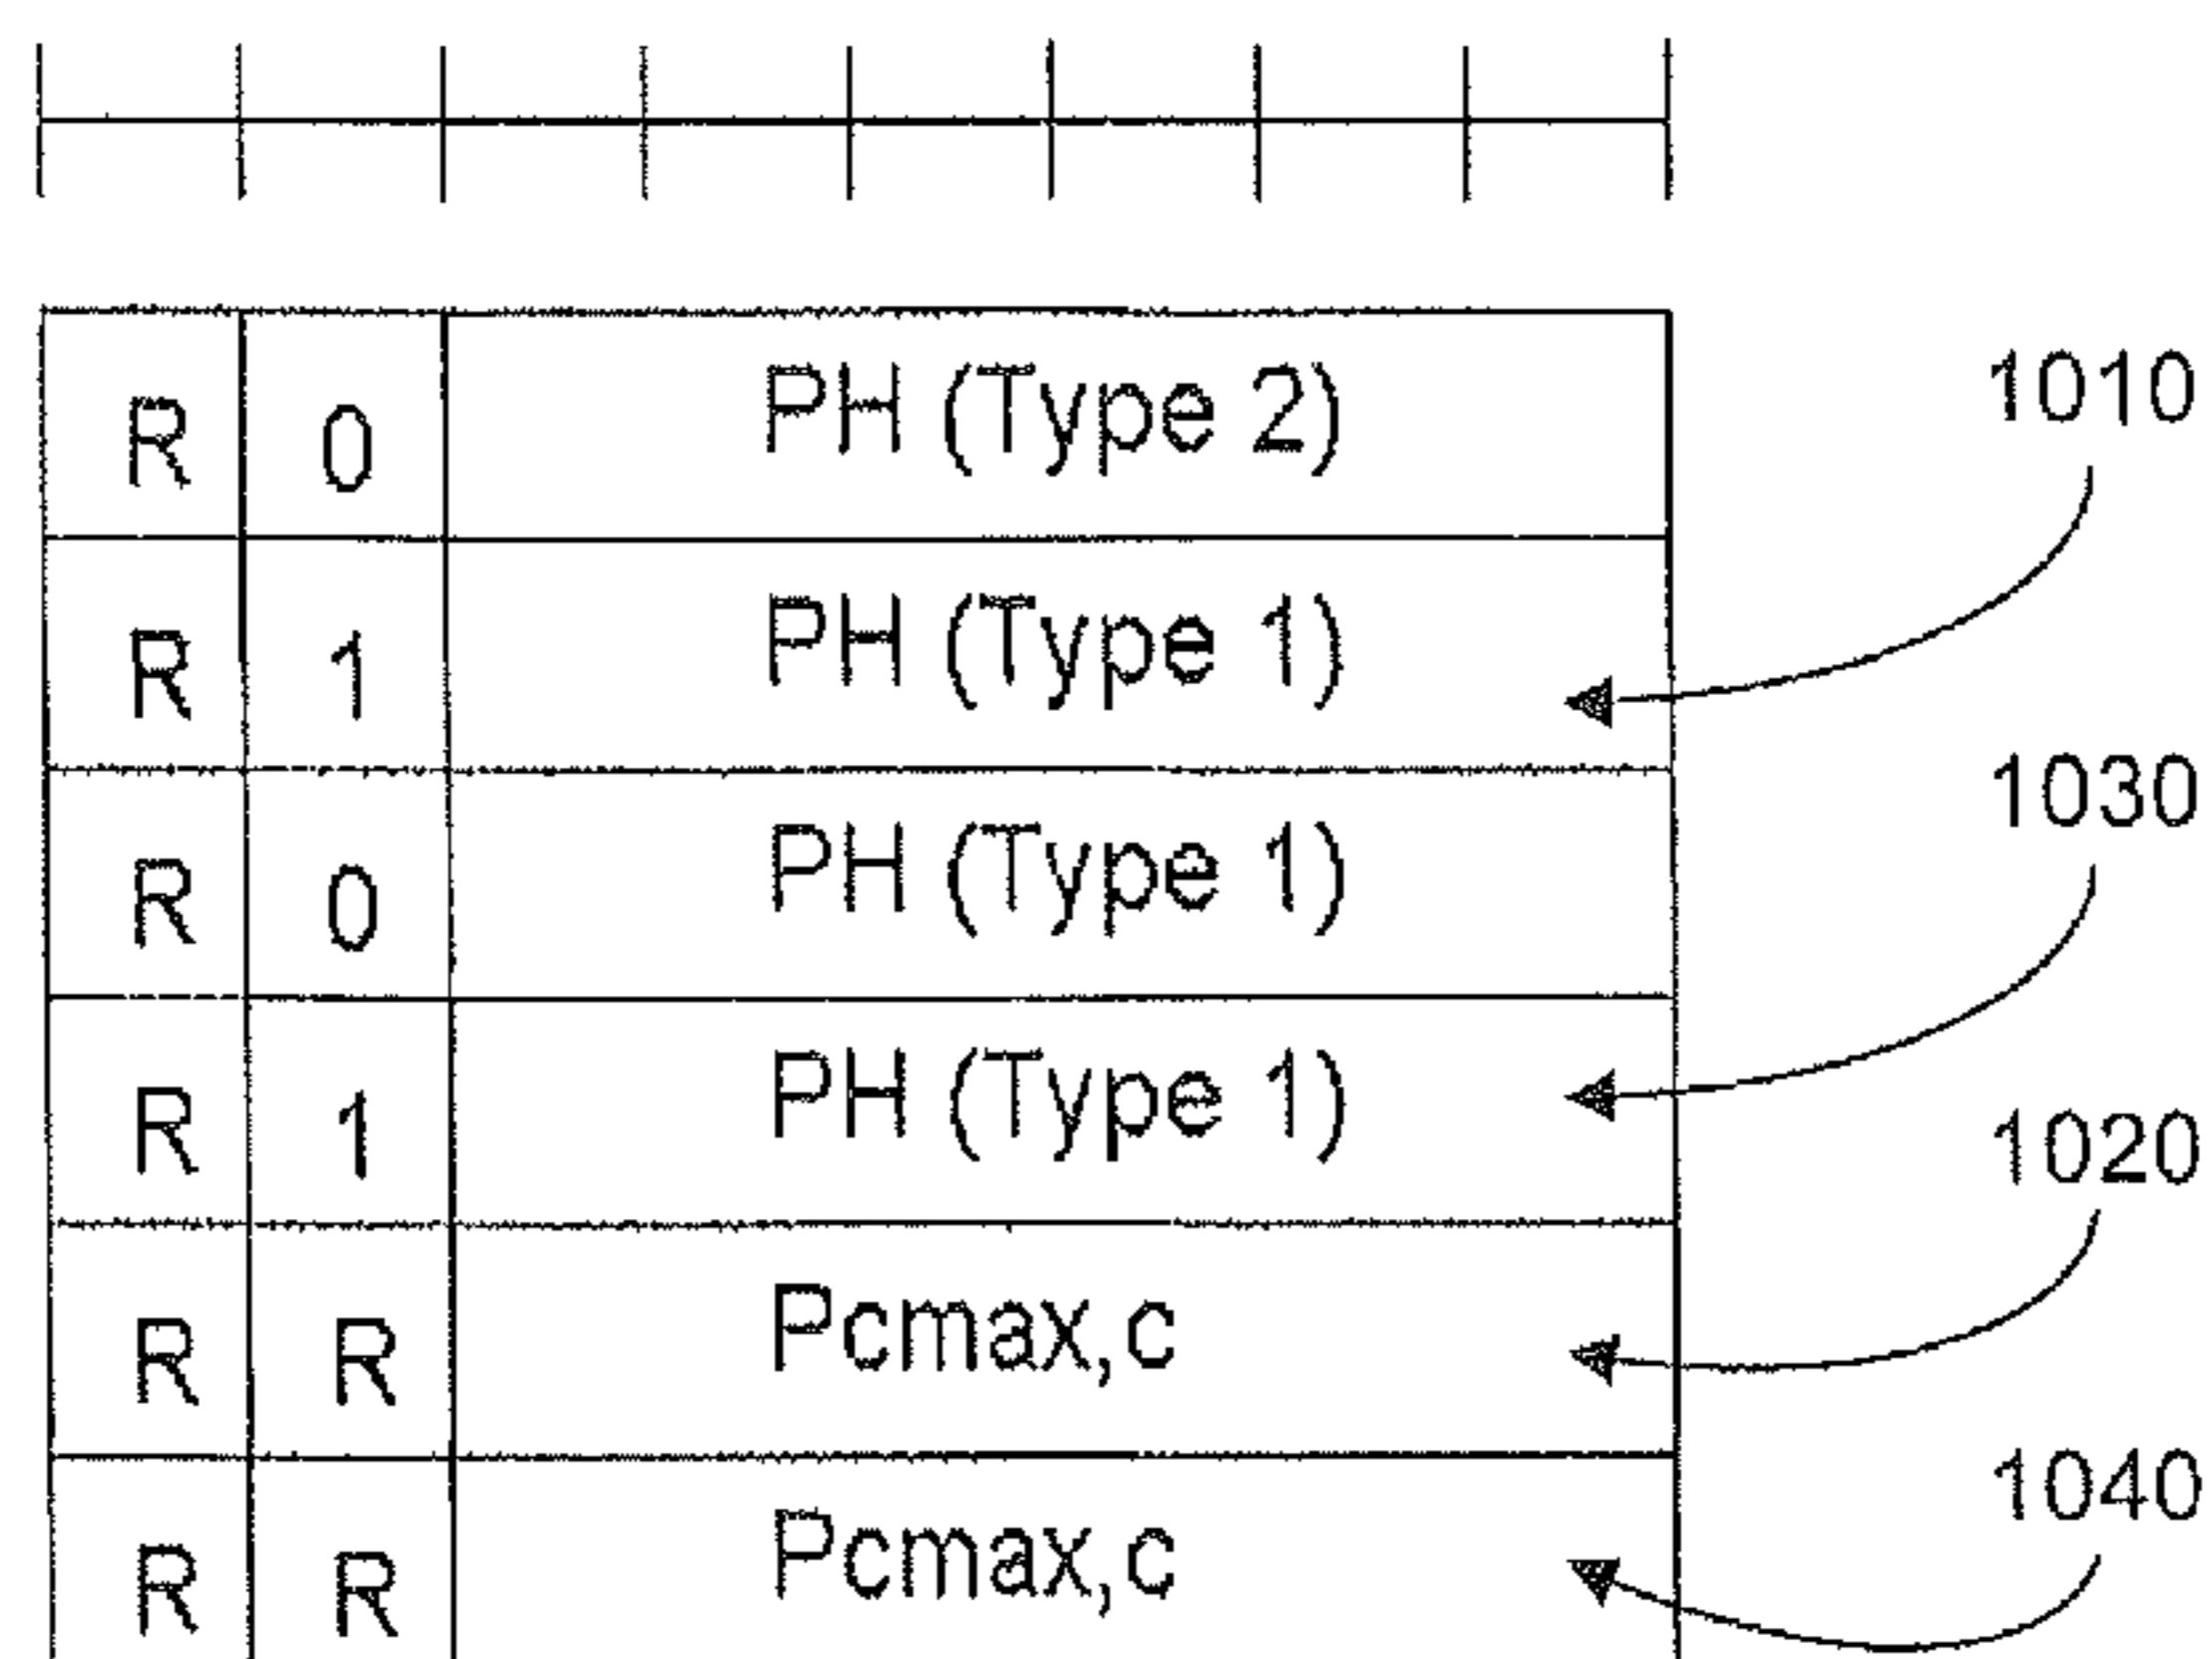 R 0 PH (Type 2)
1010
R 1 PH (Type 1)
1030
R 0 PH (Type 1)
R 1 PH (Type 1)
1020
R R Pcmax,c
1040
R R Pcmax,c